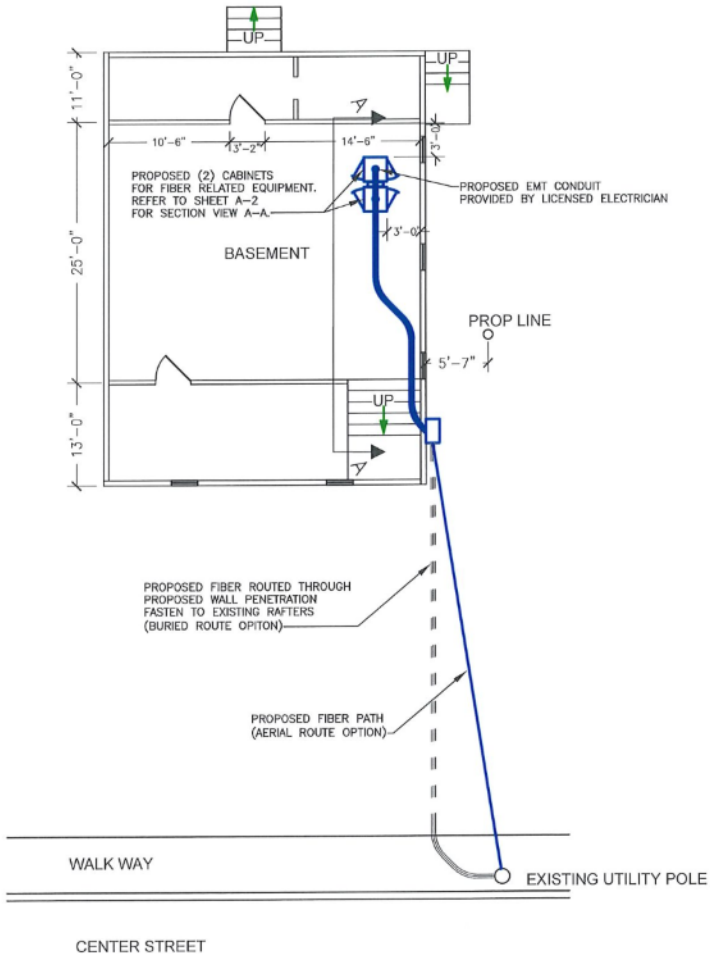 UP
UP
11'-0"
A
10'-6"
3'-2"
14'-6"
3'-0"
PROPOSED (2) CABINETS
FOR FIBER RELATED EQUIPMENT.
REFER TO SHEET A-2
FOR SECTION VIEW A-A.
PROPOSED EMT CONDUIT
PROVIDED BY LICENSED ELECTRICIAN
3'-0"
BASEMENT
25'-0"
PROP LINE
5'-7"
UP
13'-0"
A
PROPOSED FIBER ROUTED THROUGH
PROPOSED WALL PENETRATION
FASTEN TO EXISTING RAFTERS
(BURIED ROUTE OPITON)
PROPOSED FIBER PATH
(AERIAL ROUTE OPTION)
WALK WAY
EXISTING UTILITY POLE
CENTER STREET